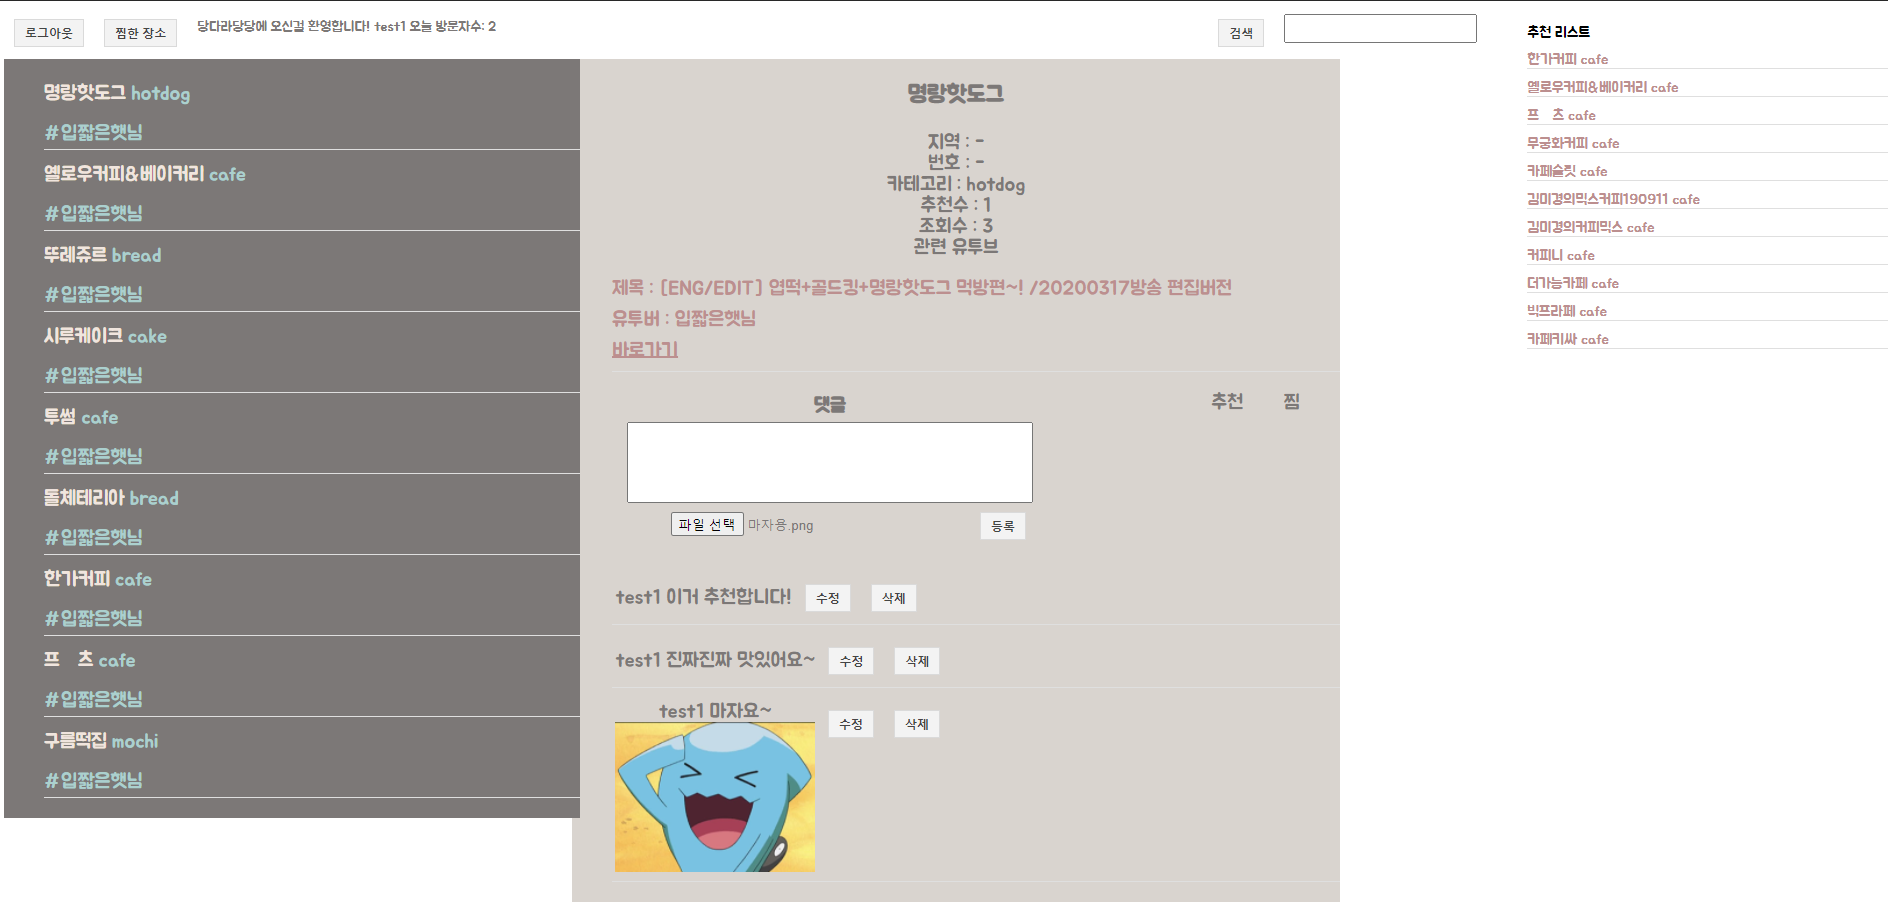 로그아웃 찜한 장소 당다라당당에 오신걸 환영합니다! test1 오늘 방문자수: 2 검색
명랑핫도그 hotdog
#입짧은햇님
옐로우커피&베이커리 cafe
#입짧은햇님
뚜레쥬르 bread
#입짧은햇님
시루케이크 cake
#입짧은햇님
투썸 cafe
#입짧은햇님
돌체테리아 bread
#입짧은햇님
한가커피 cafe
#입짧은햇님
프 츠 cafe
#입짧은햇님
구름떡집 mochi
#입짧은햇님
명랑핫도그
지역 : -
번호 : -
카테고리 : hotdog
추천수 : 1
조회수 : 3
관련 유투브
제목 : [ENG/EDIT] 엽떡+골드킹+명랑핫도그 먹방편~! /20200317방송 편집버전
유투버 : 입짧은햇님
바로가기
댓글 추천 찜
파일 선택 마자용.png 등록
test1 이거 추천합니다! 수정 삭제
test1 진짜진짜 맛있어요~ 수정 삭제
test1 마자요~ 수정 삭제
추천 리스트
한가커피 cafe
옐로우커피&베이커리 cafe
프 츠 cafe
무궁화커피 cafe
카페슬릿 cafe
김미경의믹스커피190911 cafe
김미경의커피믹스 cafe
커피니 cafe
더가능카페 cafe
빅프라페 cafe
카페키싸 cafe